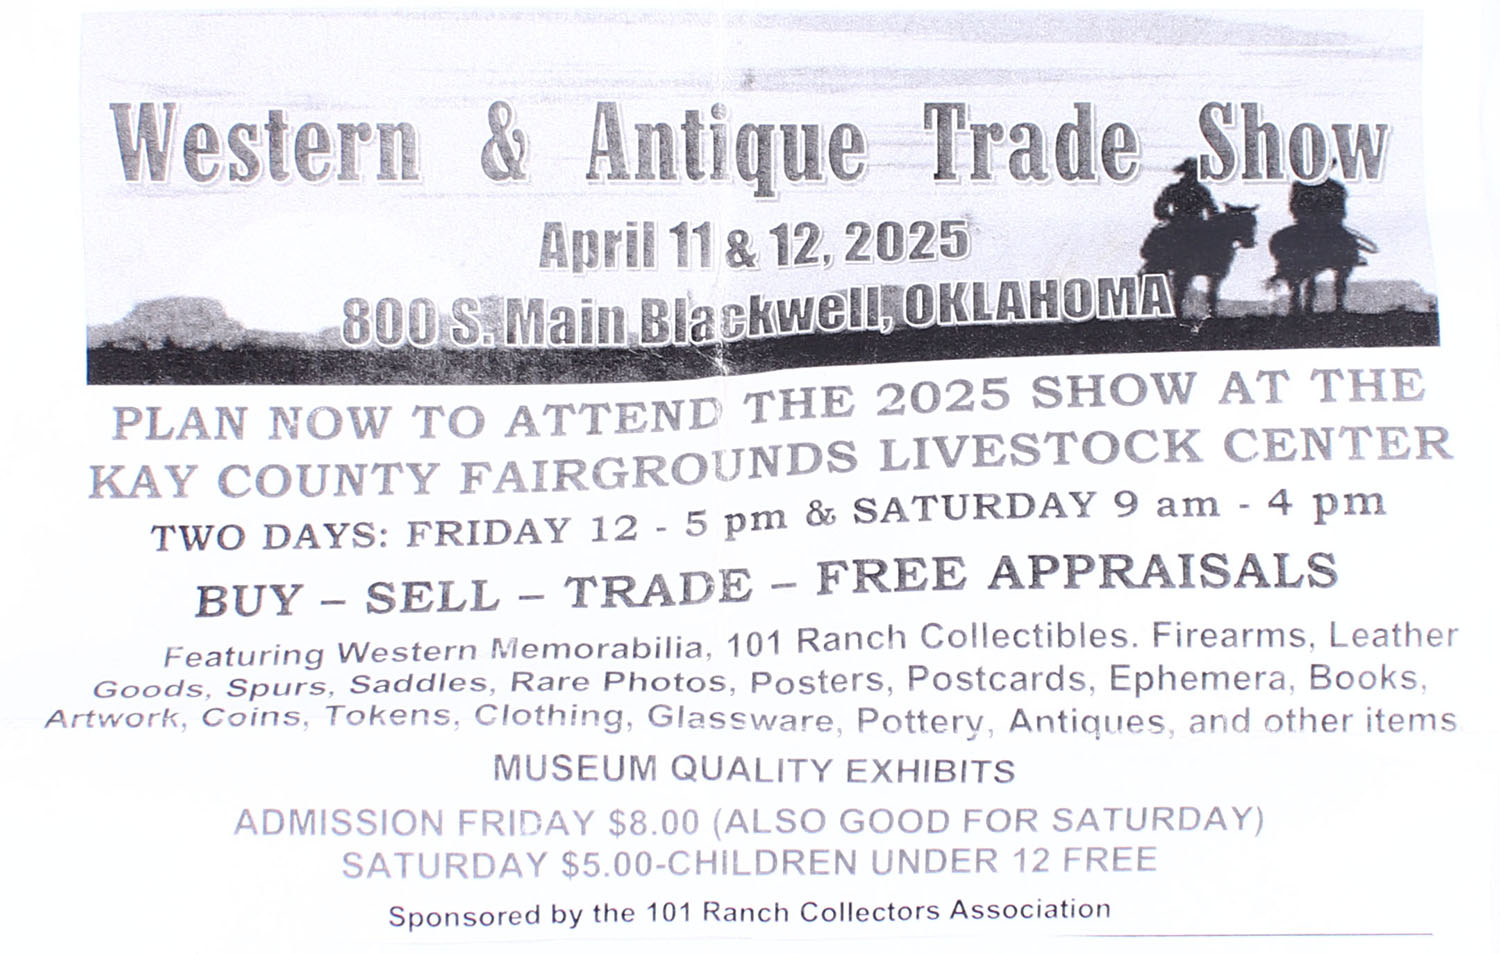 Western & Antique Trade Show
April 11 & 12, 2025
800 S. Main Blackwell, OKLAHOMA
PLAN NOW TO ATTEND THE 2025 SHOW AT THE
KAY COUNTY FAIRGROUNDS LIVESTOCK CENTER
TWO DAYS: FRIDAY 12 - 5 pm & SATURDAY 9 am - 4 pm
BUY – SELL – TRADE – FREE APPRAISALS
Featuring Western Memorabilia, 101 Ranch Collectibles. Firearms, Leather
Goods, Spurs, Saddles, Rare Photos, Posters, Postcards, Ephemera, Books,
Artwork, Coins, Tokens, Clothing, Glassware, Pottery, Antiques, and other items
MUSEUM QUALITY EXHIBITS
ADMISSION FRIDAY $8.00 (ALSO GOOD FOR SATURDAY)
SATURDAY $5.00-CHILDREN UNDER 12 FREE
Sponsored by the 101 Ranch Collectors Association